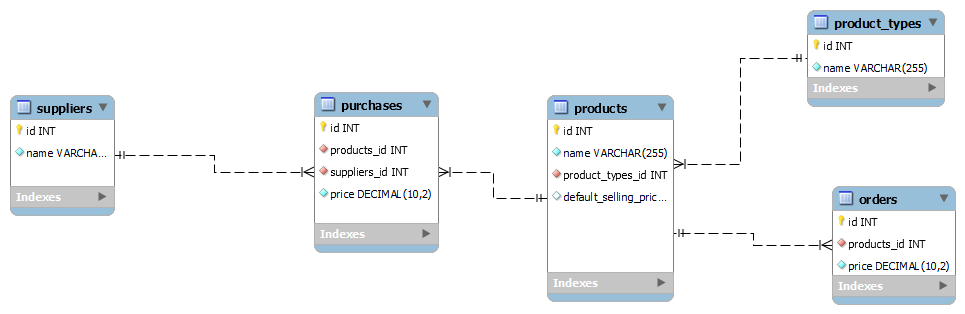 suppliers
id INT
name VARCHA...
Indexes
purchases
id INT
products_id INT
suppliers_id INT
price DECIMAL(10,2)
Indexes
products
id INT
name VARCHAR(255)
product_types_id INT
default_selling_pric...
Indexes
product_types
id INT
name VARCHAR(255)
Indexes
orders
id INT
products_id INT
price DECIMAL(10,2)
Indexes